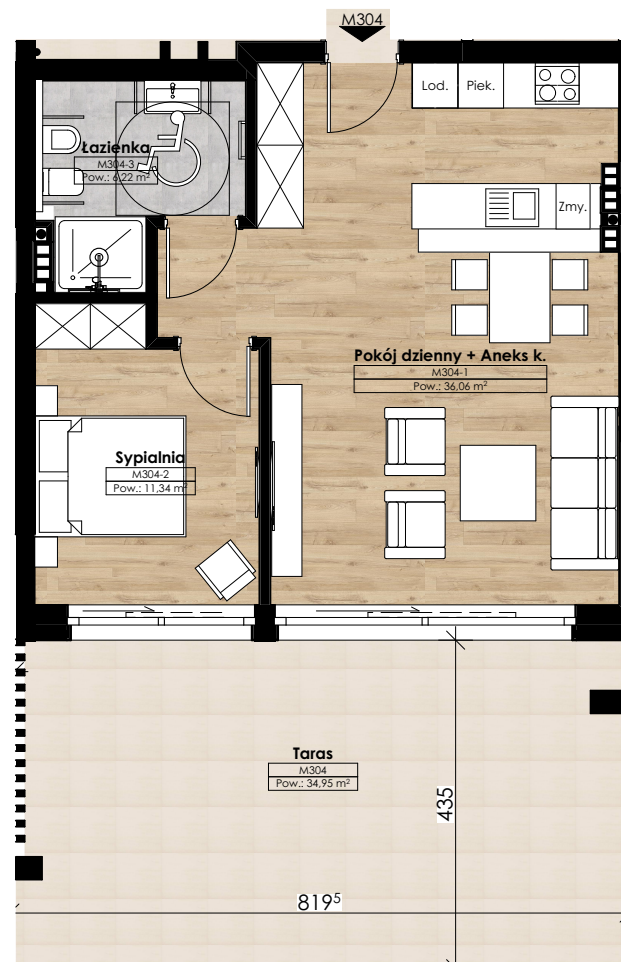 M304
Lod.
Piek.
Łazienka
M304-3
Pow.: 6,22 m²
Zmy.
Pokój dzienny + Aneks k.
M304-1
Pow.: 36,06 m²
Sypialnia
M304-2
Pow.: 11,34 m²
Taras
M304
Pow.: 34,95 m²
435
819⁵